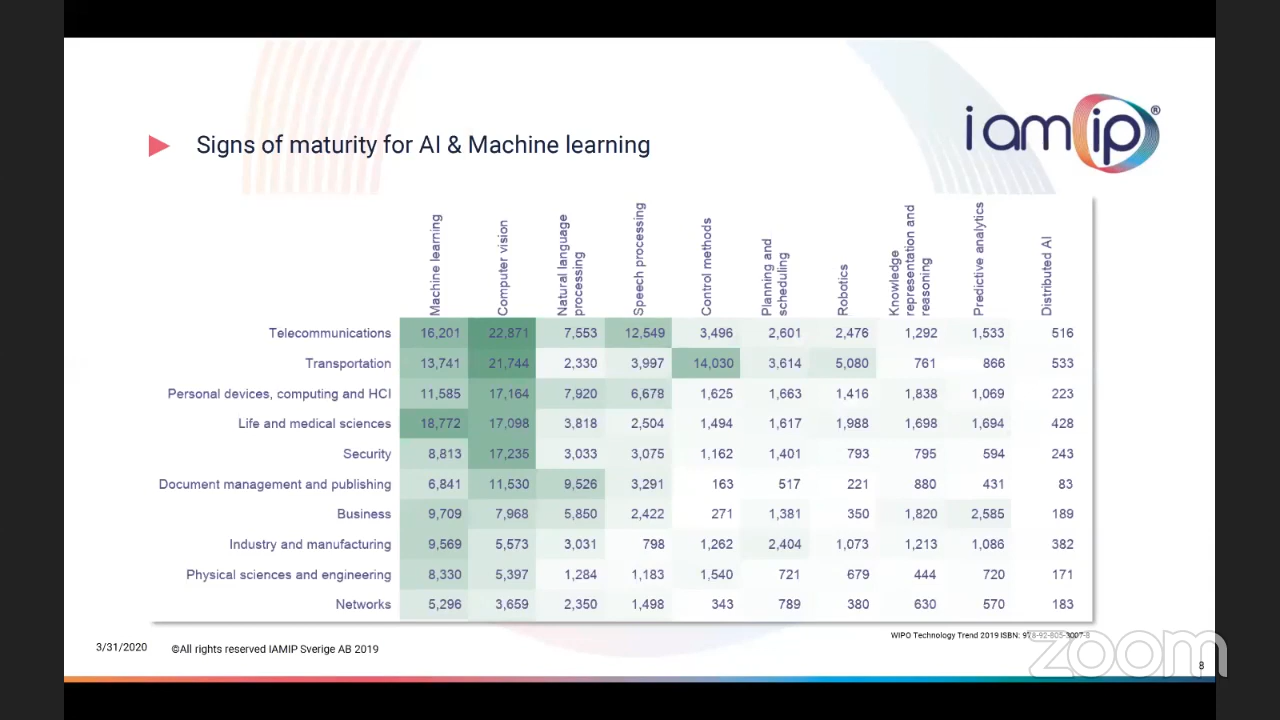 iam ip®
Signs of maturity for AI & Machine learning
Machine learning
Computer vision
Natural language
processing
Speech processing
Control methods
Planning and
scheduling
Robotics
Knowledge
representation and
reasoning
Predictive analytics
Distributed AI
Telecommunications 16,201 22,871 7,553 12,549 3,496 2,601 2,476 1,292 1,533 516
Transportation 13,741 21,744 2,330 3,997 14,030 3,614 5,080 761 866 533
Personal devices, computing and HCI 11,585 17,164 7,920 6,678 1,625 1,663 1,416 1,838 1,069 223
Life and medical sciences 18,772 17,098 3,818 2,504 1,494 1,617 1,988 1,698 1,694 428
Security 8,813 17,235 3,033 3,075 1,162 1,401 793 795 594 243
Document management and publishing 6,841 11,530 9,526 3,291 163 517 221 880 431 83
Business 9,709 7,968 5,850 2,422 271 1,381 350 1,820 2,585 189
Industry and manufacturing 9,569 5,573 3,031 798 1,262 2,404 1,073 1,213 1,086 382
Physical sciences and engineering 8,330 5,397 1,284 1,183 1,540 721 679 444 720 171
Networks 5,296 3,659 2,350 1,498 343 789 380 630 570 183
WIPO Technology Trend 2019 ISBN: 978-92-805-3007-8
3/31/2020 ©All rights reserved IAMIP Sverige AB 2019
zoom
8